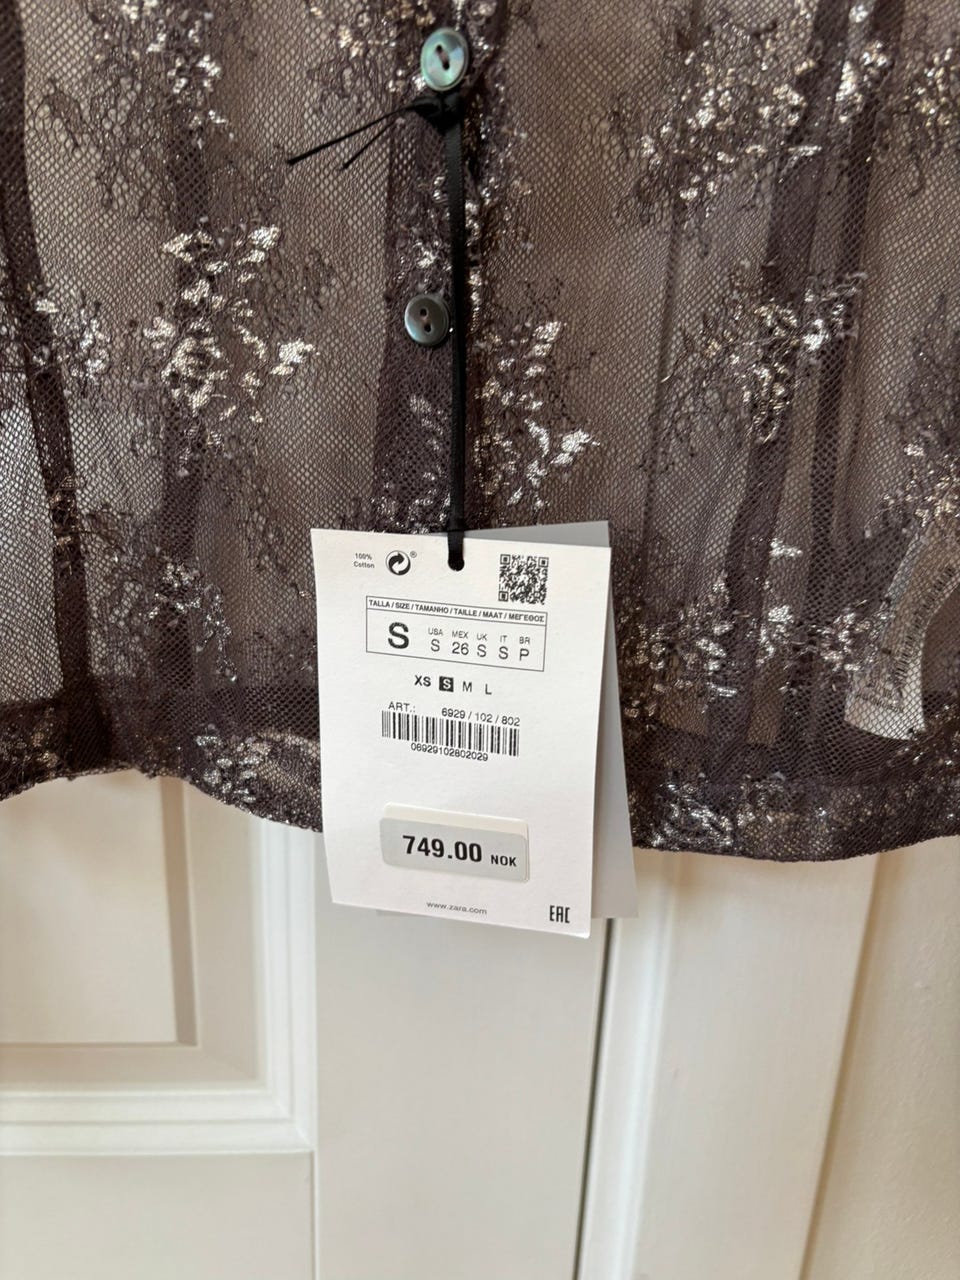 100%
Cotton
®
TALLA / SIZE / TAMANHO / TAILLE / MAAT / ΜΕΓΕΘΟΣ
S
USA MEX UK IT BR
S 26 S S P
XS S M L
ART.: 6929 / 102 / 802
06929102802029
749.00 NOK
www.zara.com
EAC